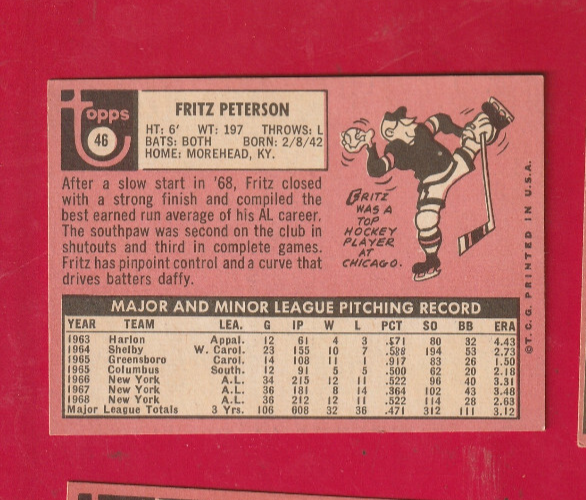 topps
46
FRITZ PETERSON
HT: 6' WT: 197 THROWS: L
BATS: BOTH BORN: 2/8/42
HOME: MOREHEAD, KY.
After a slow start in '68, Fritz closed
with a strong finish and compiled the
best earned run average of his AL career.
The southpaw was second on the club in
shutouts and third in complete games.
Fritz has pinpoint control and a curve that
drives batters daffy.
FRITZ
WAS A
TOP
HOCKEY
PLAYER
AT
CHICAGO.
©T.C.G. PRINTED IN U.S.A.
MAJOR AND MINOR LEAGUE PITCHING RECORD
YEAR TEAM LEA. G IP W L PCT SO BB ERA
1963 Harlon Appal. 12 61 4 3 .571 80 32 4.43
1964 Shelby W. Carol. 23 155 10 7 .588 194 53 2.73
1965 Greensboro Carol. 14 108 11 1 .917 83 26 1.50
1965 Columbus South. 12 91 5 5 .500 62 20 2.18
1966 New York A.L. 34 215 12 11 .522 96 40 3.31
1967 New York A.L. 36 181 8 14 .364 102 43 3.48
1968 New York A.L. 36 212 12 11 .522 114 28 2.63
Major League Totals 3 Yrs. 106 608 32 36 .471 312 111 3.12